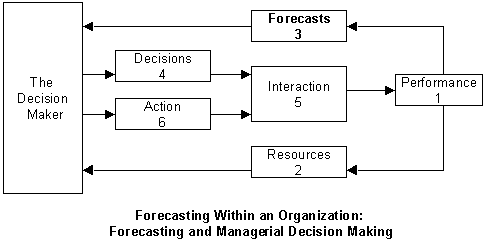 Forecasts
3
The
Decision
Maker
Decisions
4
Action
6
Interaction
5
Performance
1
Resources
2
Forecasting Within an Organization:
Forecasting and Managerial Decision Making